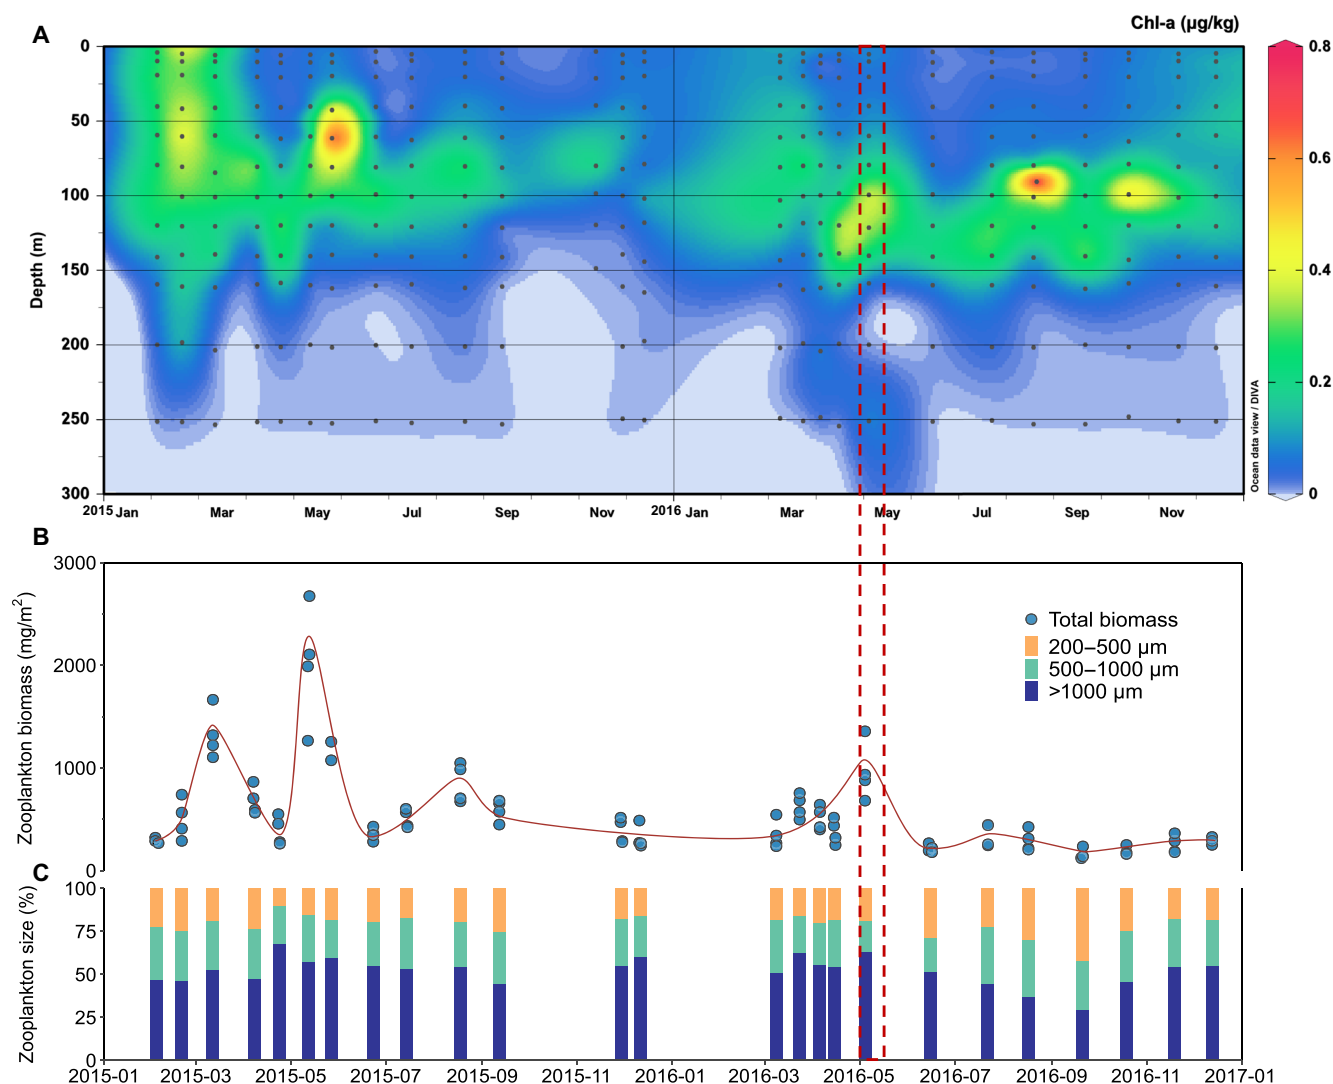 A
Chl-a (µg/kg)
Depth (m)
0
50
100
150
200
250
300
2015 Jan Mar May Jul Sep Nov 2016 Jan Mar May Jul Sep Nov
0.8
0.6
0.4
0.2
0
Ocean data view / DIVA
B
Zooplankton biomass (mg/m²)
3000
2000
1000
0
Total biomass
200–500 µm
500–1000 µm
>1000 µm
C
Zooplankton size (%)
100
75
50
25
0
2015-01 2015-03 2015-05 2015-07 2015-09 2015-11 2016-01 2016-03 2016-05 2016-07 2016-09 2016-11 2017-01